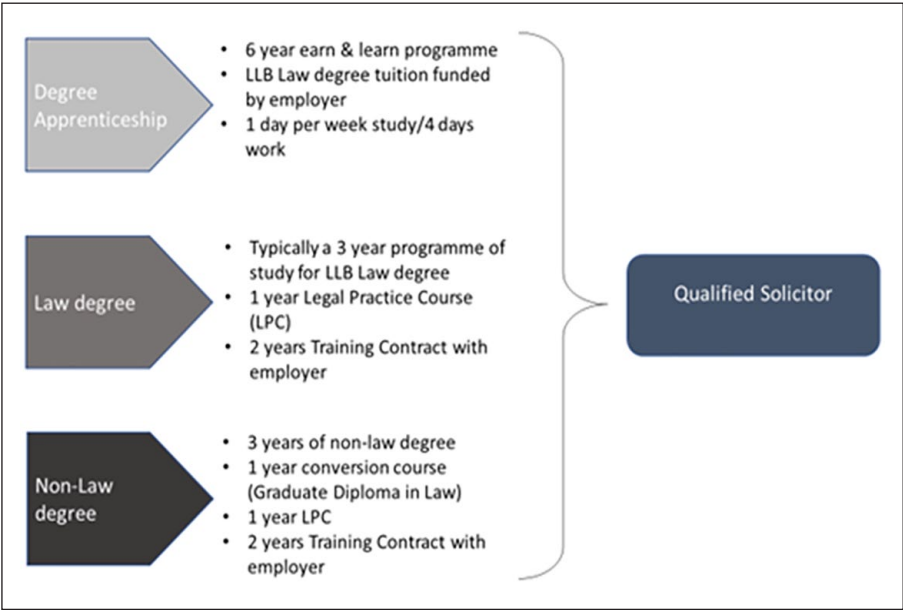 Degree
Apprenticeship
• 6 year earn & learn programme
• LLB Law degree tuition funded
by employer
• 1 day per week study/4 days
work
Law degree
• Typically a 3 year programme of
study for LLB Law degree
• 1 year Legal Practice Course
(LPC)
• 2 years Training Contract with
employer
Non-Law
degree
• 3 years of non-law degree
• 1 year conversion course
(Graduate Diploma in Law)
• 1 year LPC
• 2 years Training Contract with
employer
Qualified Solicitor